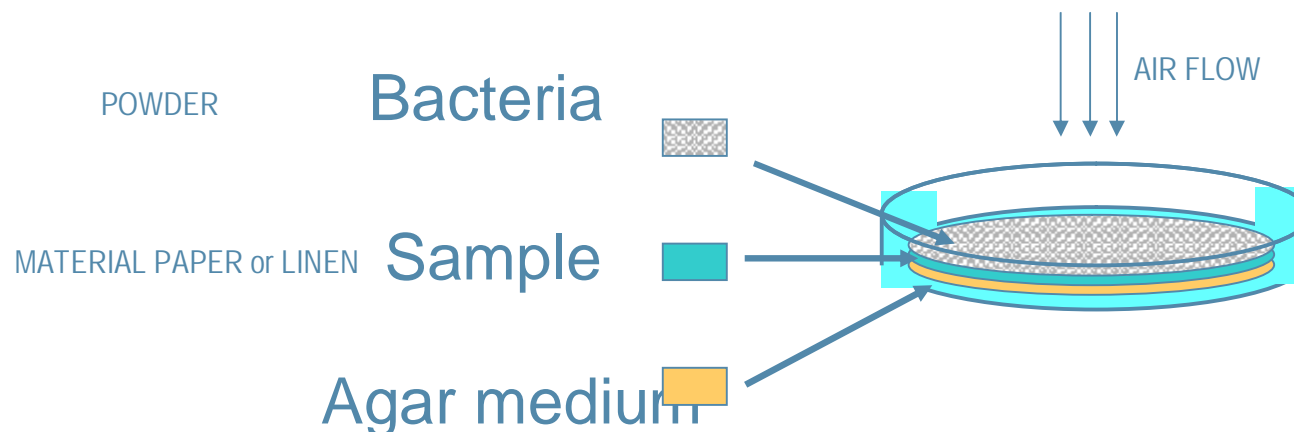 AIR FLOW
POWDER Bacteria
MATERIAL PAPER or LINEN Sample
Agar medium